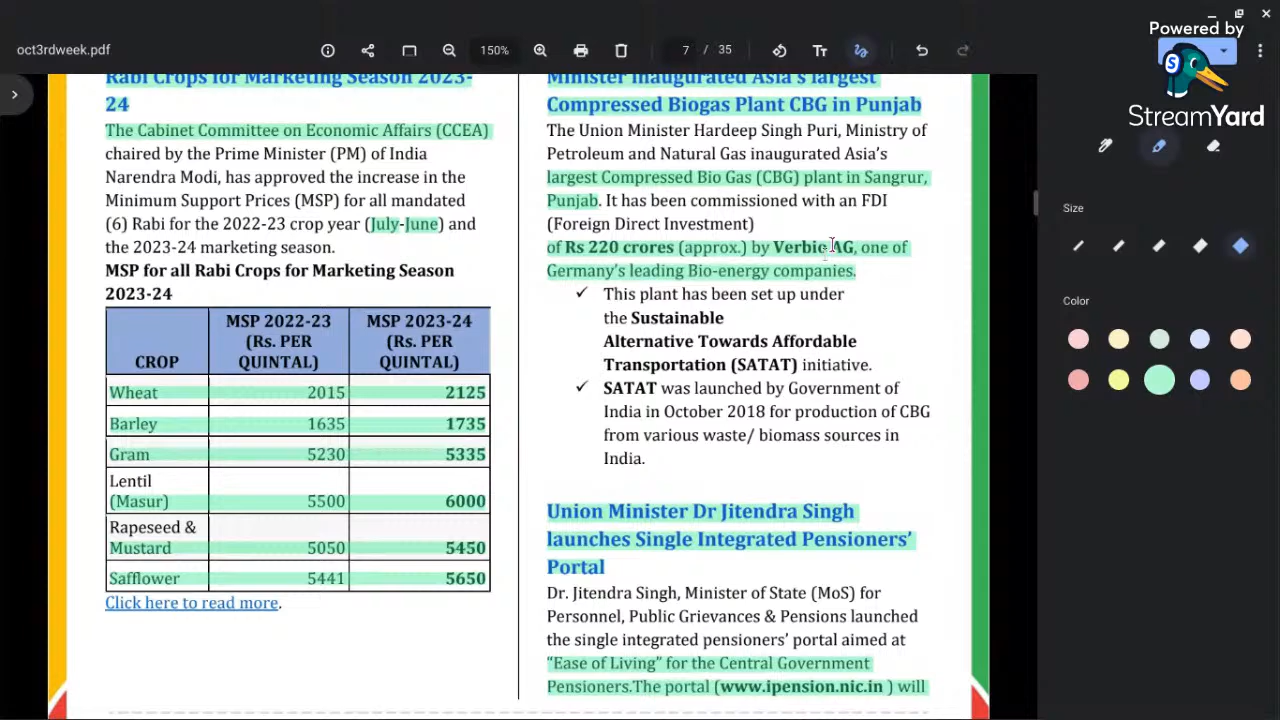 oct3rdweek.pdf
150%
7 / 35
Powered by
StreamYard
Rabi Crops for Marketing Season 2023-
24
The Cabinet Committee on Economic Affairs (CCEA)
chaired by the Prime Minister (PM) of India
Narendra Modi, has approved the increase in the
Minimum Support Prices (MSP) for all mandated
(6) Rabi for the 2022-23 crop year (July-June) and
the 2023-24 marketing season.
MSP for all Rabi Crops for Marketing Season
2023-24
CROP MSP 2022-23 (Rs. PER QUINTAL) MSP 2023-24 (Rs. PER QUINTAL)
Wheat 2015 2125
Barley 1635 1735
Gram 5230 5335
Lentil
(Masur) 5500 6000
Rapeseed &
Mustard 5050 5450
Safflower 5441 5650
Click here to read more.
Minister inaugurated Asia's largest
Compressed Biogas Plant CBG in Punjab
The Union Minister Hardeep Singh Puri, Ministry of
Petroleum and Natural Gas inaugurated Asia's
largest Compressed Bio Gas (CBG) plant in Sangrur,
Punjab. It has been commissioned with an FDI
(Foreign Direct Investment)
of Rs 220 crores (approx.) by Verbio AG, one of
Germany's leading Bio-energy companies.
✓ This plant has been set up under
the Sustainable
Alternative Towards Affordable
Transportation (SATAT) initiative.
✓ SATAT was launched by Government of
India in October 2018 for production of CBG
from various waste/ biomass sources in
India.
Union Minister Dr Jitendra Singh
launches Single Integrated Pensioners'
Portal
Dr. Jitendra Singh, Minister of State (MoS) for
Personnel, Public Grievances & Pensions launched
the single integrated pensioners' portal aimed at
"Ease of Living" for the Central Government
Pensioners.The portal (www.ipension.nic.in ) will
Size
Color